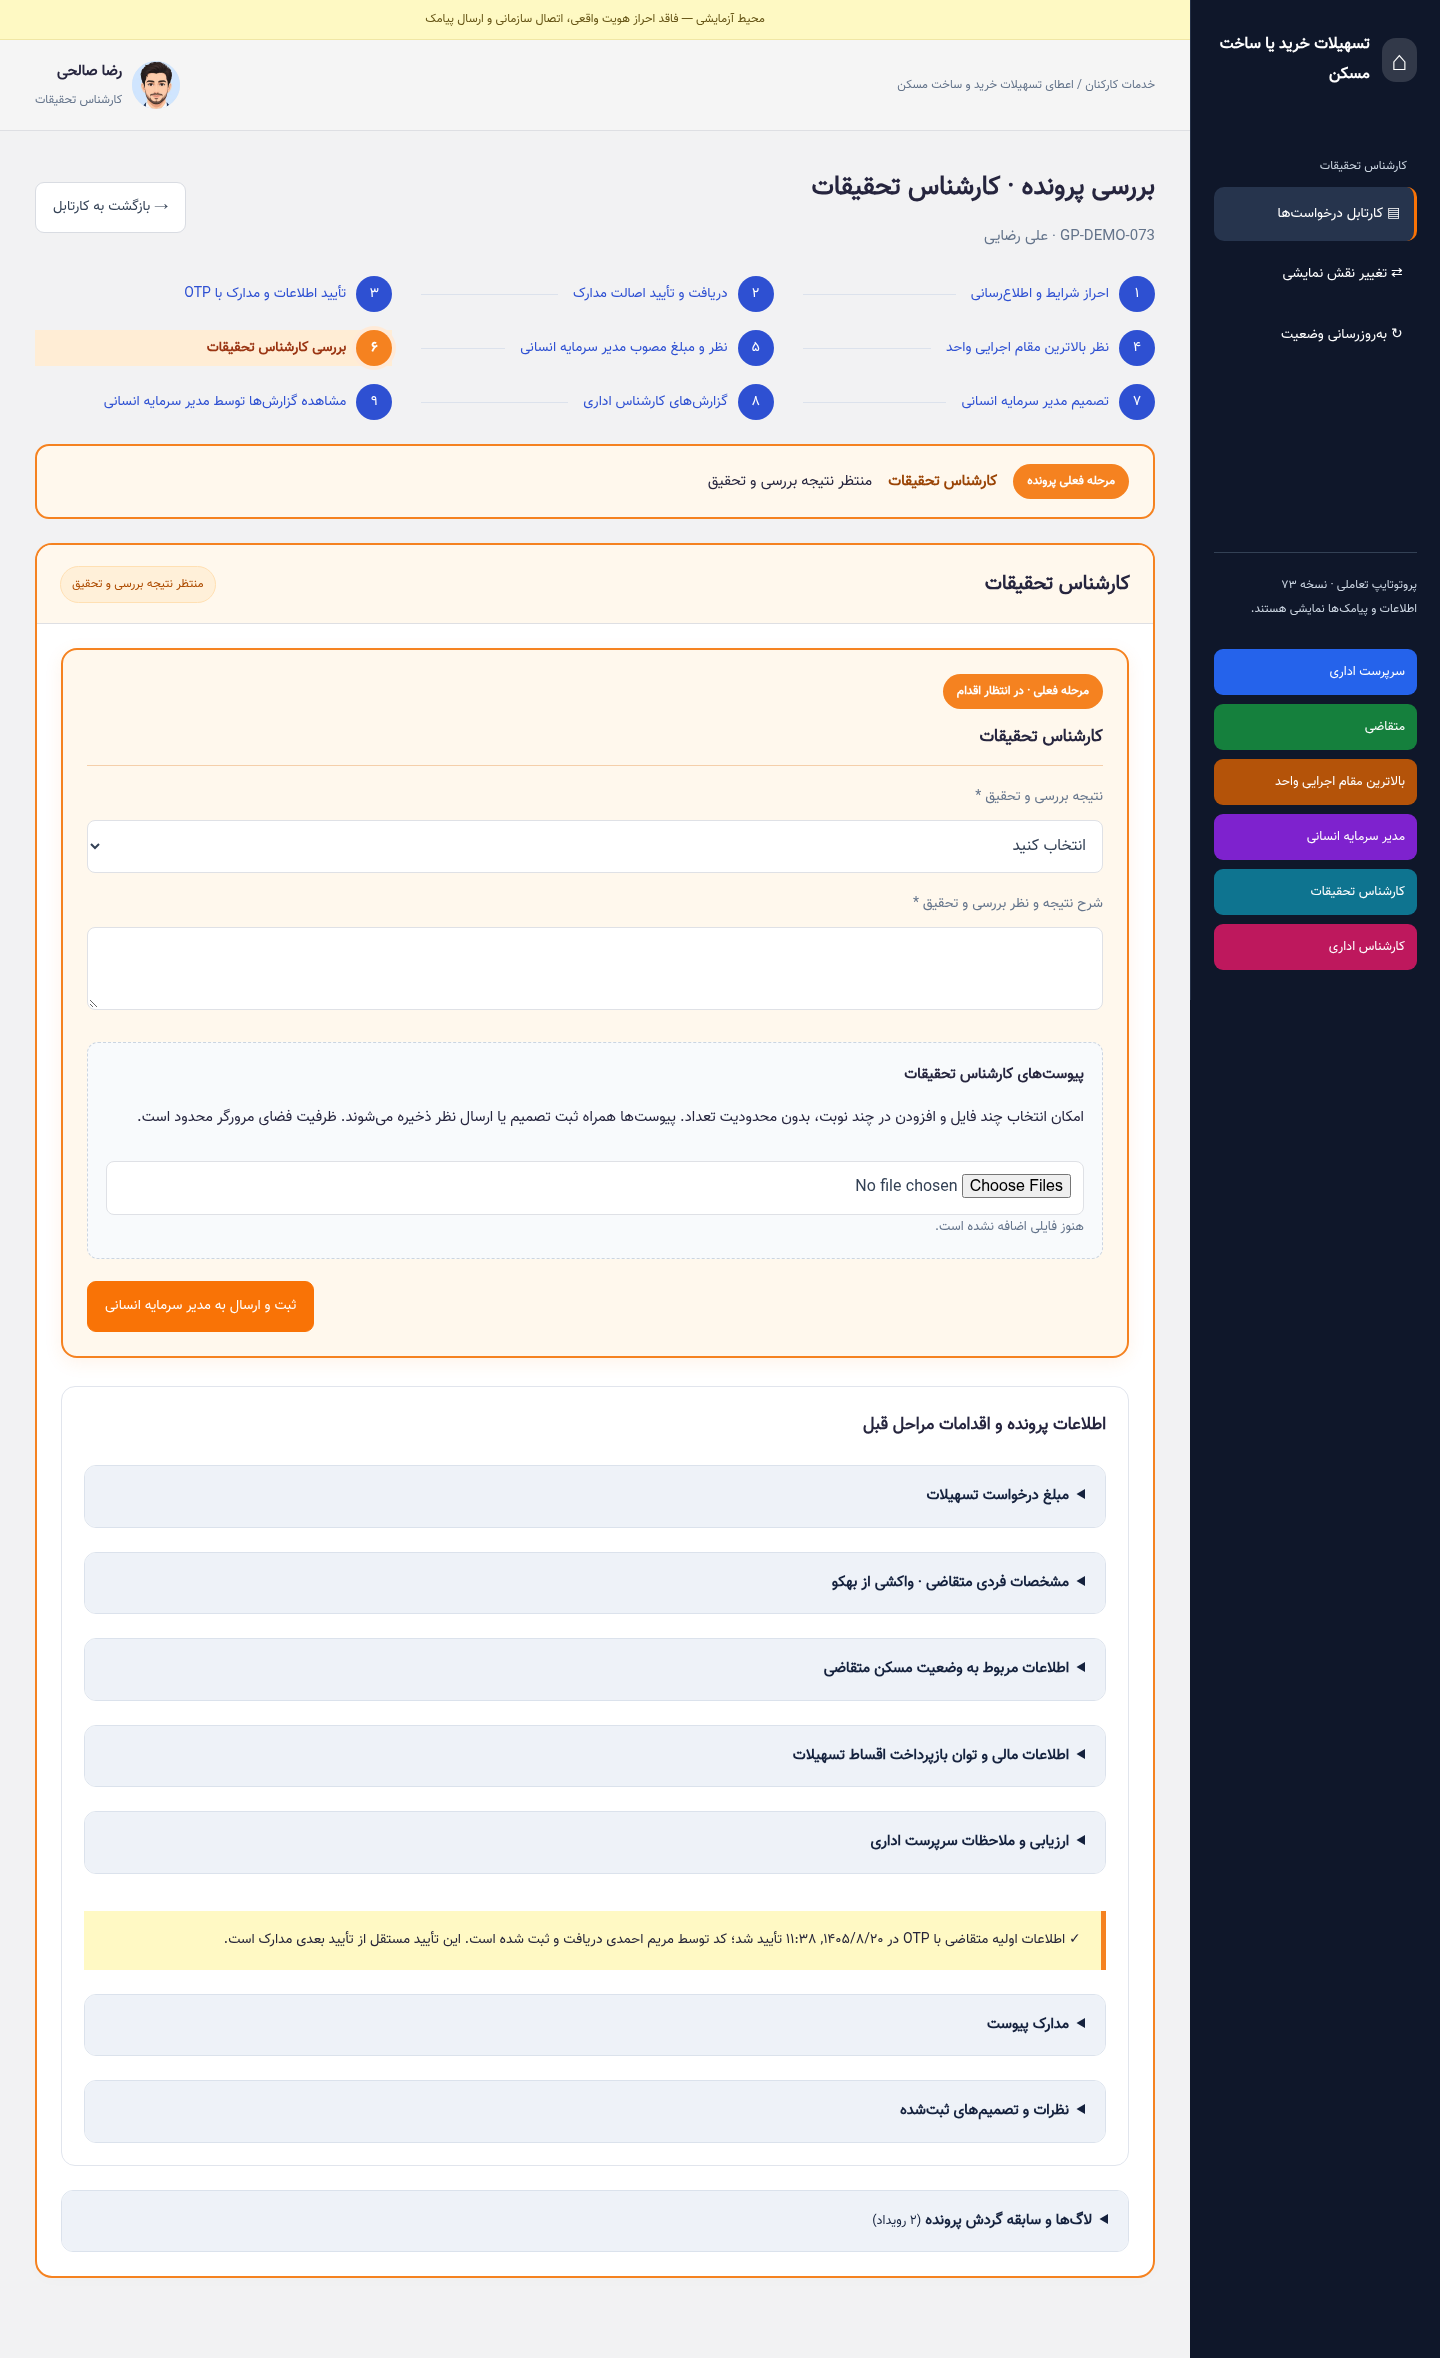 محیط آزمایشی — فاقد احراز هویت واقعی، اتصال سازمانی و ارسال پیامک
تسهیلات خرید یا ساخت
مسکن
کارشناس تحقیقات
▤ کارتابل درخواست‌ها
⇄ تغییر نقش نمایشی
↻ به‌روزرسانی وضعیت
پروتوتایپ تعاملی · نسخه ۷۳
اطلاعات و پیامک‌ها نمایشی هستند.
سرپرست اداری
متقاضی
بالاترین مقام اجرایی واحد
مدیر سرمایه انسانی
کارشناس تحقیقات
کارشناس اداری
خدمات کارکنان / اعطای تسهیلات خرید و ساخت مسکن
رضا صالحی
کارشناس تحقیقات
بررسی پرونده · کارشناس تحقیقات
GP-DEMO-073 · علی رضایی
→ بازگشت به کارتابل
۱ احراز شرایط و اطلاع‌رسانی
۲ دریافت و تأیید اصالت مدارک
۳ تأیید اطلاعات و مدارک با OTP
۴ نظر بالاترین مقام اجرایی واحد
۵ نظر و مبلغ مصوب مدیر سرمایه انسانی
۶ بررسی کارشناس تحقیقات
۷ تصمیم مدیر سرمایه انسانی
۸ گزارش‌های کارشناس اداری
۹ مشاهده گزارش‌ها توسط مدیر سرمایه انسانی
مرحله فعلی پرونده کارشناس تحقیقات منتظر نتیجه بررسی و تحقیق
کارشناس تحقیقات
منتظر نتیجه بررسی و تحقیق
مرحله فعلی · در انتظار اقدام
کارشناس تحقیقات
نتیجه بررسی و تحقیق *
انتخاب کنید
شرح نتیجه و نظر بررسی و تحقیق *
پیوست‌های کارشناس تحقیقات
امکان انتخاب چند فایل و افزودن در چند نوبت، بدون محدودیت تعداد. پیوست‌ها همراه ثبت تصمیم یا ارسال نظر ذخیره می‌شوند. ظرفیت فضای مرورگر محدود است.
Choose Files No file chosen
هنوز فایلی اضافه نشده است.
ثبت و ارسال به مدیر سرمایه انسانی
اطلاعات پرونده و اقدامات مراحل قبل
مبلغ درخواست تسهیلات
مشخصات فردی متقاضی · واکشی از بهکو
اطلاعات مربوط به وضعیت مسکن متقاضی
اطلاعات مالی و توان بازپرداخت اقساط تسهیلات
ارزیابی و ملاحظات سرپرست اداری
✓ اطلاعات اولیه متقاضی با OTP در ۱۴۰۵/۸/۲۰, ۱۱:۳۸ تأیید شد؛ کد توسط مریم احمدی دریافت و ثبت شده است. این تأیید مستقل از تأیید بعدی مدارک است.
مدارک پیوست
نظرات و تصمیم‌های ثبت‌شده
لاگ‌ها و سابقه گردش پرونده (۲ رویداد)